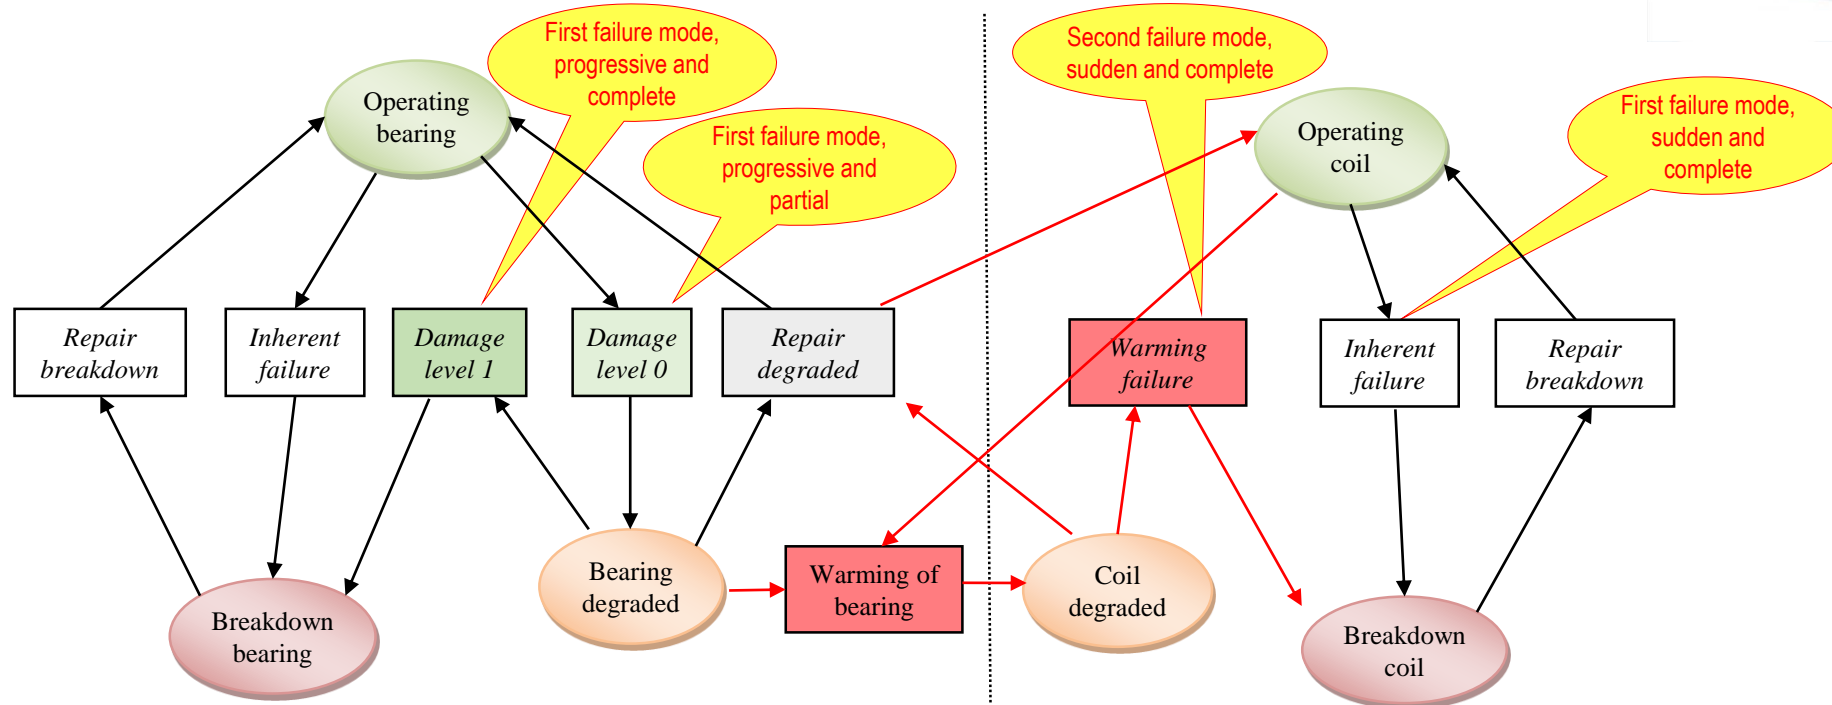 First failure mode,
progressive and
complete
Second failure mode,
sudden and complete
Operating
bearing
First failure mode,
progressive and
partial
Operating
coil
First failure mode,
sudden and
complete
Repair
breakdown
Inherent
failure
Damage
level 1
Damage
level 0
Repair
degraded
Warming
failure
Inherent
failure
Repair
breakdown
Breakdown
bearing
Bearing
degraded
Warming of
bearing
Coil
degraded
Breakdown
coil